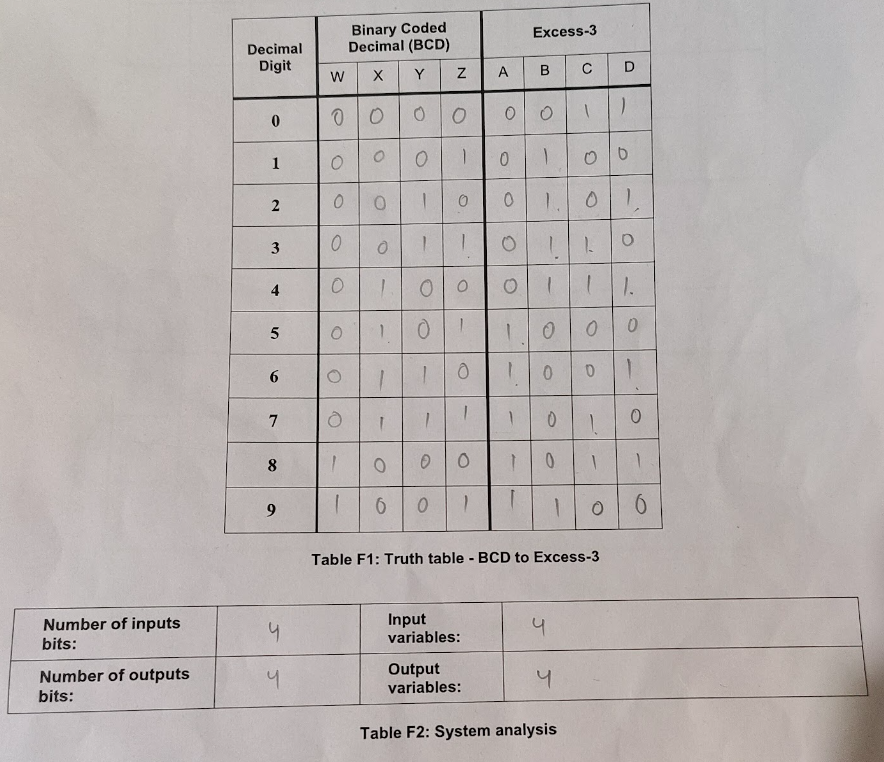 Decimal Digit Binary Coded Decimal (BCD) Excess-3
W X Y Z A B C D
0 0 0 0 0 0 0 1 1
1 0 0 0 1 0 1 0 0
2 0 0 1 0 0 1 0 1
3 0 0 1 1 0 1 1 0
4 0 1 0 0 0 1 1 1
5 0 1 0 1 1 0 0 0
6 0 1 1 0 1 0 0 1
7 0 1 1 1 1 0 1 0
8 1 0 0 0 1 0 1 1
9 1 0 0 1 1 1 0 0
Table F1: Truth table - BCD to Excess-3
Number of inputs bits: 4 Input variables: 4
Number of outputs bits: 4 Output variables: 4
Table F2: System analysis